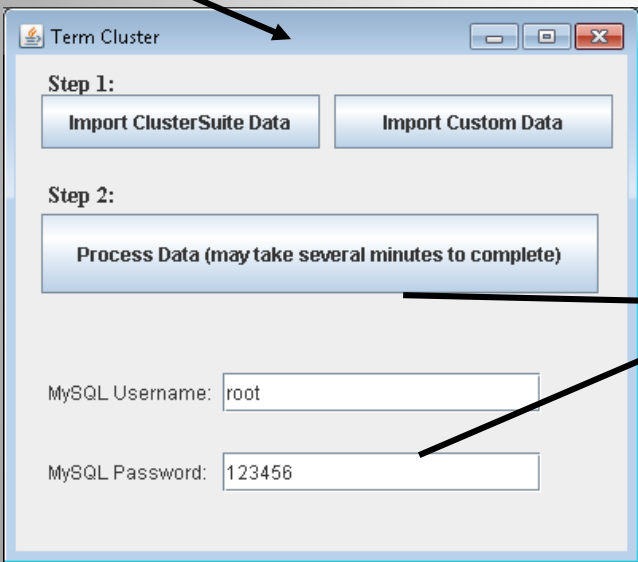 Term Cluster
Step 1:
Import ClusterSuite Data Import Custom Data
Step 2:
Process Data (may take several minutes to complete)
MySQL Username: root
MySQL Password: 123456